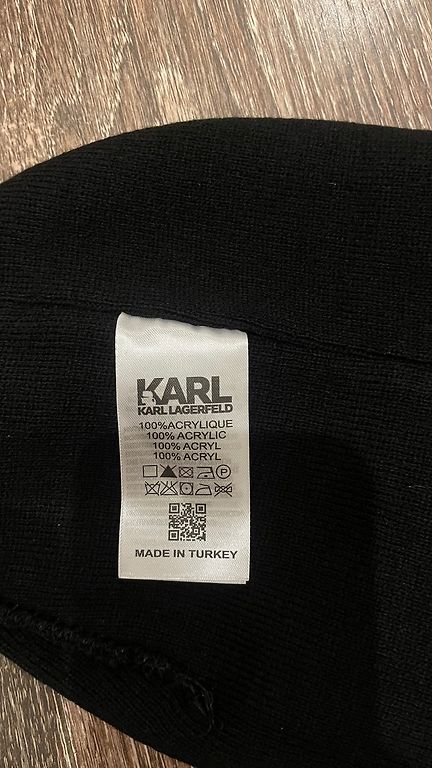 KARL
KARL LAGERFELD
100%ACRYLIQUE
100% ACRYLIC
100% ACRYL
100% ACRYL
P
MADE IN TURKEY